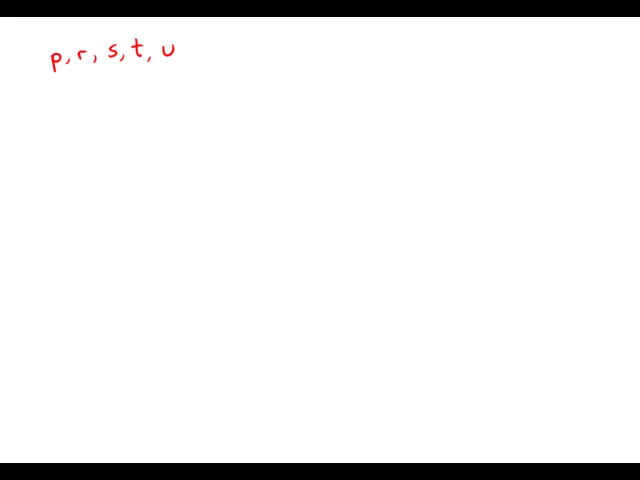 p, r, s, t, u